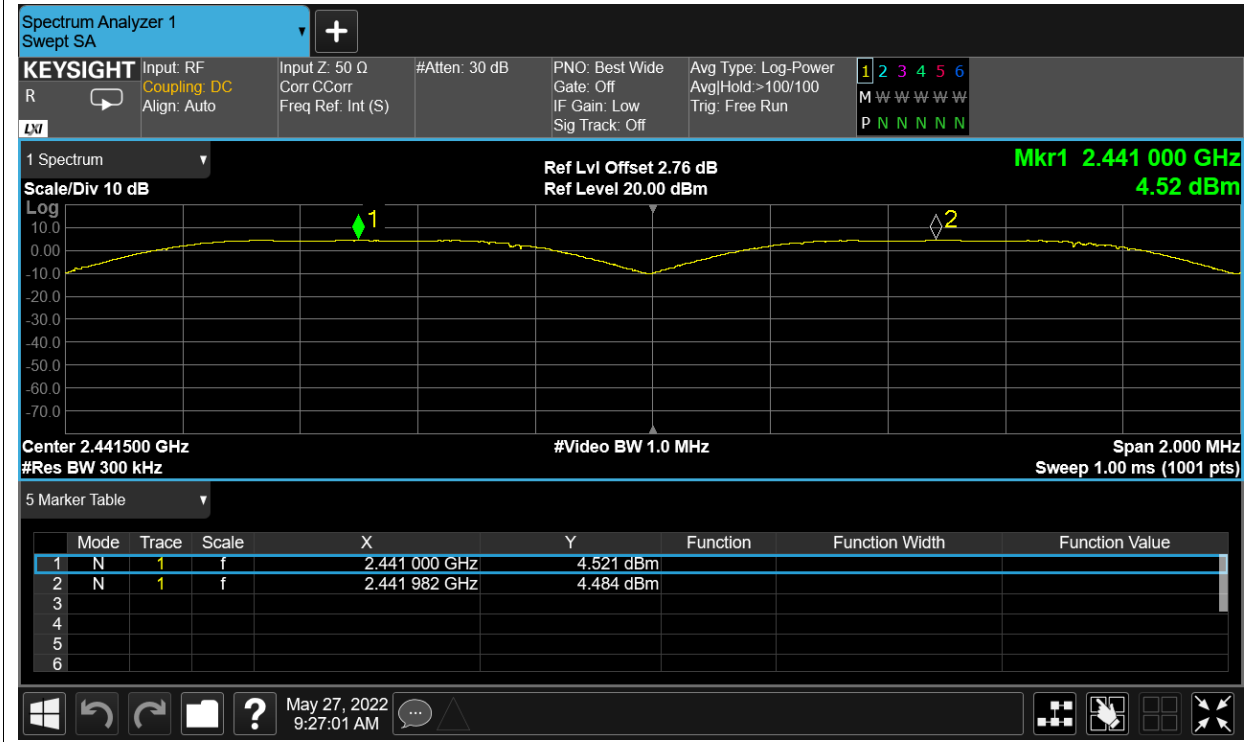 Spectrum Analyzer 1
Swept SA
+
KEYSIGHT
R
LXI
Input: RF
Coupling: DC
Align: Auto
Input Z: 50 Ω
Corr CCorr
Freq Ref: Int (S)
#Atten: 30 dB
PNO: Best Wide
Gate: Off
IF Gain: Low
Sig Track: Off
Avg Type: Log-Power
Avg|Hold:>100/100
Trig: Free Run
1 2 3 4 5 6
M W W W W W
P N N N N N
1 Spectrum
Scale/Div 10 dB
Ref Lvl Offset 2.76 dB
Ref Level 20.00 dBm
Mkr1 2.441 000 GHz
4.52 dBm
Log
1
2
10.0
0.00
-10.0
-20.0
-30.0
-40.0
-50.0
-60.0
-70.0
Center 2.441500 GHz
#Video BW 1.0 MHz
Span 2.000 MHz
#Res BW 300 kHz
Sweep 1.00 ms (1001 pts)
5 Marker Table
Mode Trace Scale X Y Function Function Width Function Value
1 N 1 f 2.441 000 GHz 4.521 dBm
2 N 1 f 2.441 982 GHz 4.484 dBm
3
4
5
6
?
May 27, 2022
9:27:01 AM